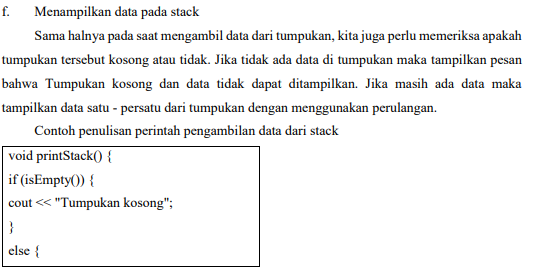 f. Menampilkan data pada stack
Sama halnya pada saat mengambil data dari tumpukan, kita juga perlu memeriksa apakah
tumpukan tersebut kosong atau tidak. Jika tidak ada data di tumpukan maka tampilkan pesan
bahwa Tumpukan kosong dan data tidak dapat ditampilkan. Jika masih ada data maka
tampilkan data satu - persatu dari tumpukan dengan menggunakan perulangan.
Contoh penulisan perintah pengambilan data dari stack
void printStack() {
if (isEmpty()) {
cout << "Tumpukan kosong";
}
else {